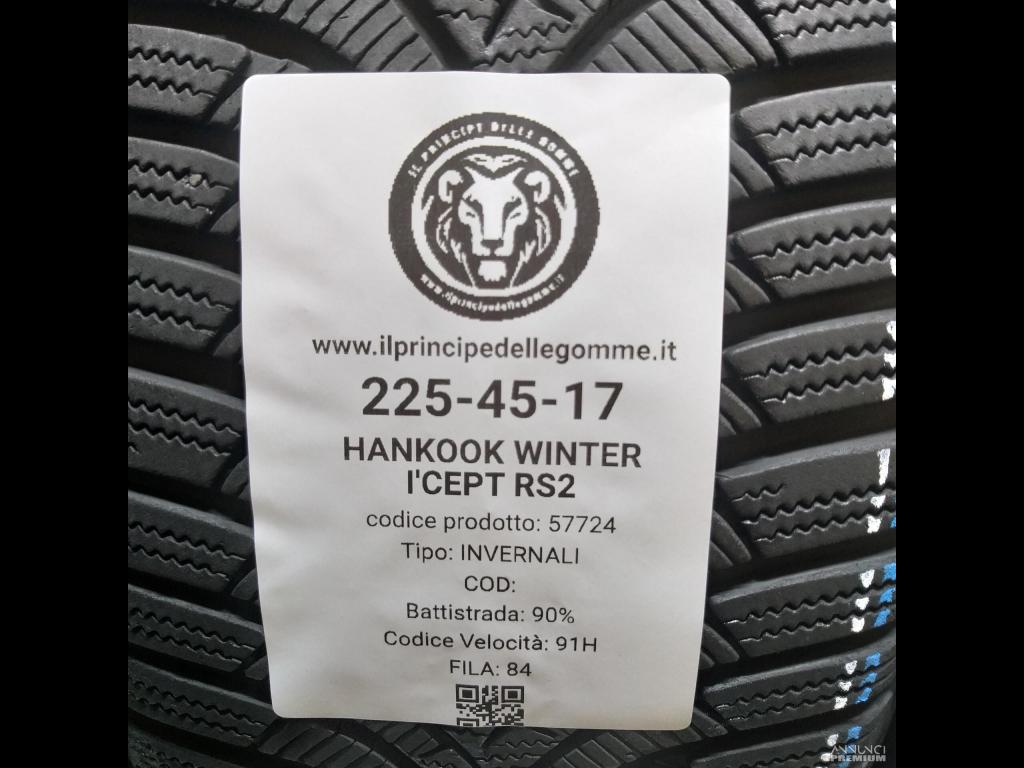 IL PRINCIPE DELLE GOMME
www.ilprincipedellegomme.it
www.ilprincipedellegomme.it
225-45-17
HANKOOK WINTER
I'CEPT RS2
codice prodotto: 57724
Tipo: INVERNALI
COD:
Battistrada: 90%
Codice Velocità: 91H
FILA: 84
ANNUNCI
PREMIUM